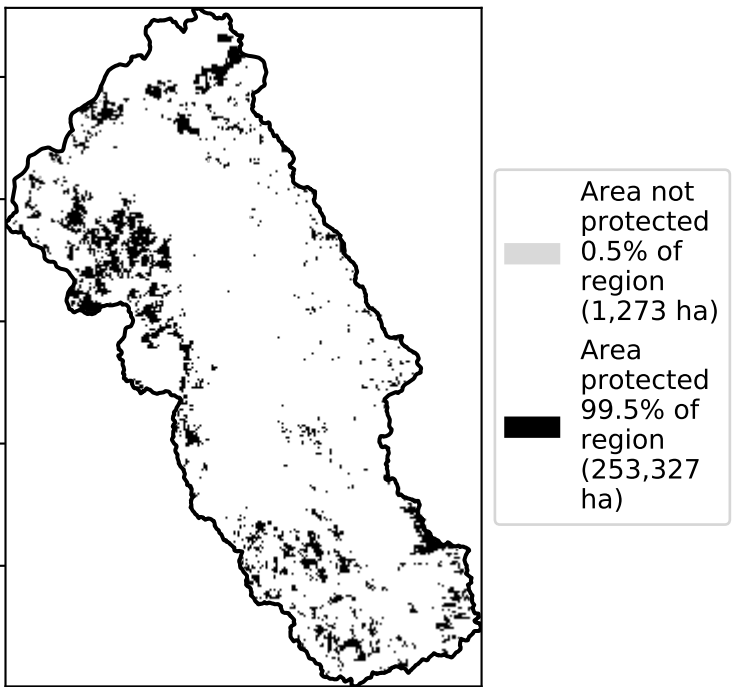 Area not
protected
0.5% of
region
(1,273 ha)
Area
protected
99.5% of
region
(253,327
ha)